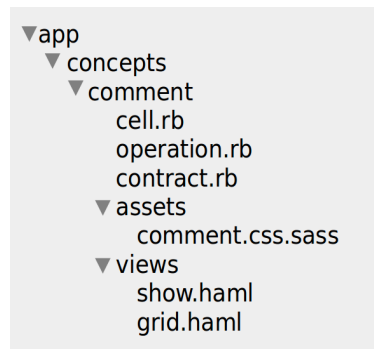 app
concepts
comment
cell.rb
operation.rb
contract.rb
assets
comment.css.sass
views
show.haml
grid.haml